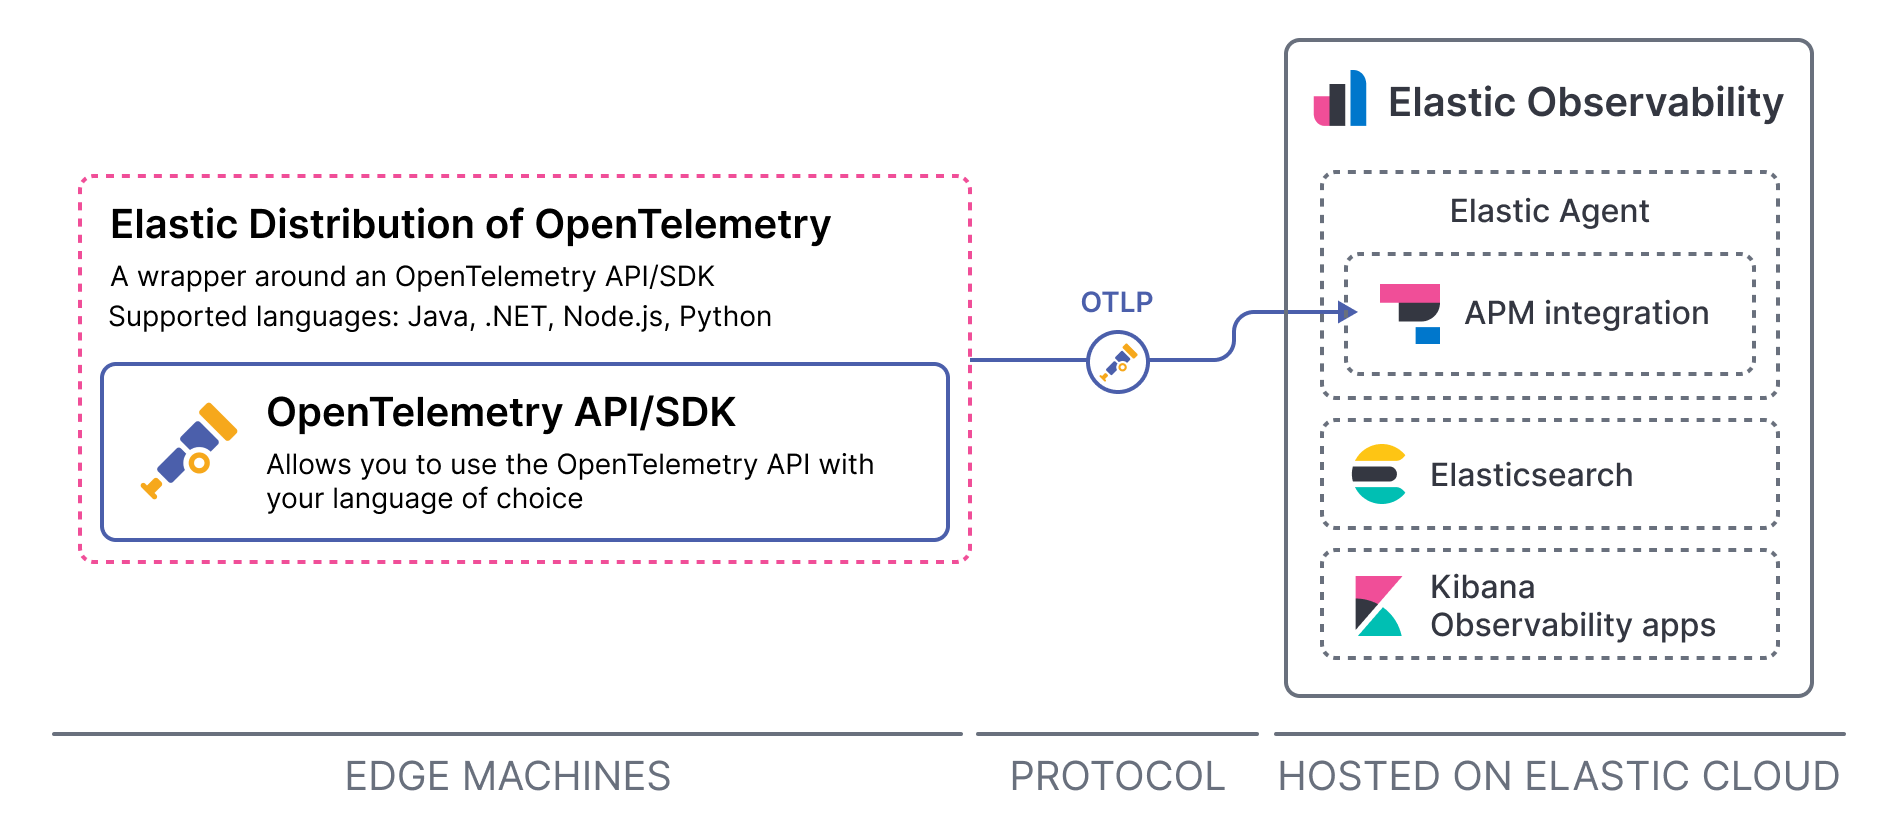 Elastic Distribution of OpenTelemetry
A wrapper around an OpenTelemetry API/SDK
Supported languages: Java, .NET, Node.js, Python
OpenTelemetry API/SDK
Allows you to use the OpenTelemetry API with
your language of choice
OTLP
Elastic Observability
Elastic Agent
APM integration
Elasticsearch
Kibana
Observability apps
EDGE MACHINES
PROTOCOL
HOSTED ON ELASTIC CLOUD